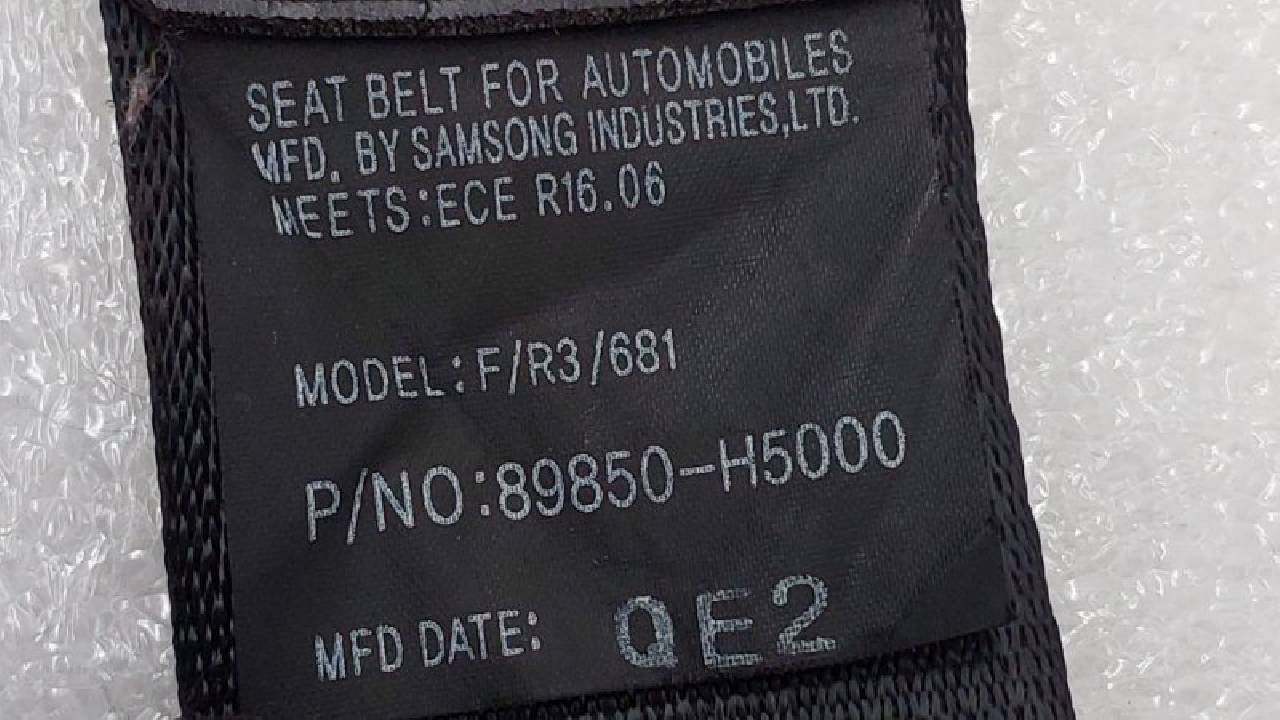 SEAT BELT FOR AUTOMOBILES
MFD. BY SAMSONG INDUSTRIES,LTD.
MEETS:ECE R16.06
MODEL:F/R3/681
P/NO:89850-H5000
MFD DATE: QE2